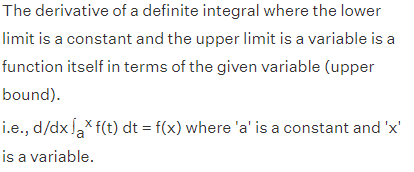 The derivative of a definite integral where the lower
limit is a constant and the upper limit is a variable is a
function itself in terms of the given variable (upper
bound).
i.e., d/dx ∫ₐˣ f(t) dt = f(x) where 'a' is a constant and 'x'
is a variable.